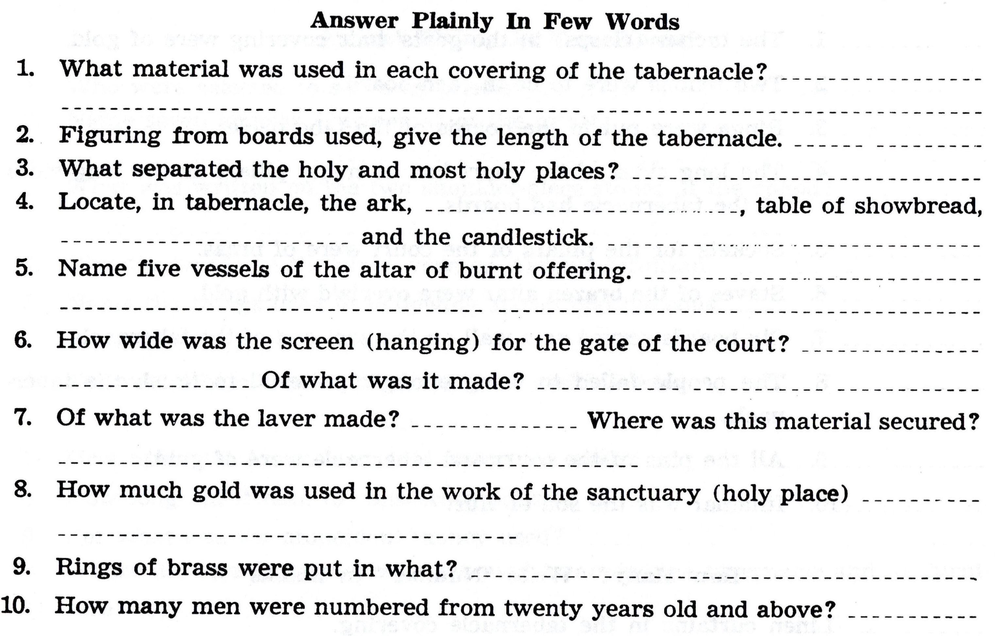 Answer Plainly In Few Words
1. What material was used in each covering of the tabernacle?
2. Figuring from boards used, give the length of the tabernacle.
3. What separated the holy and most holy places?
4. Locate, in tabernacle, the ark, , table of showbread,
and the candlestick.
5. Name five vessels of the altar of burnt offering.
6. How wide was the screen (hanging) for the gate of the court?
Of what was it made?
7. Of what was the laver made? Where was this material secured?
8. How much gold was used in the work of the sanctuary (holy place)
9. Rings of brass were put in what?
10. How many men were numbered from twenty years old and above?